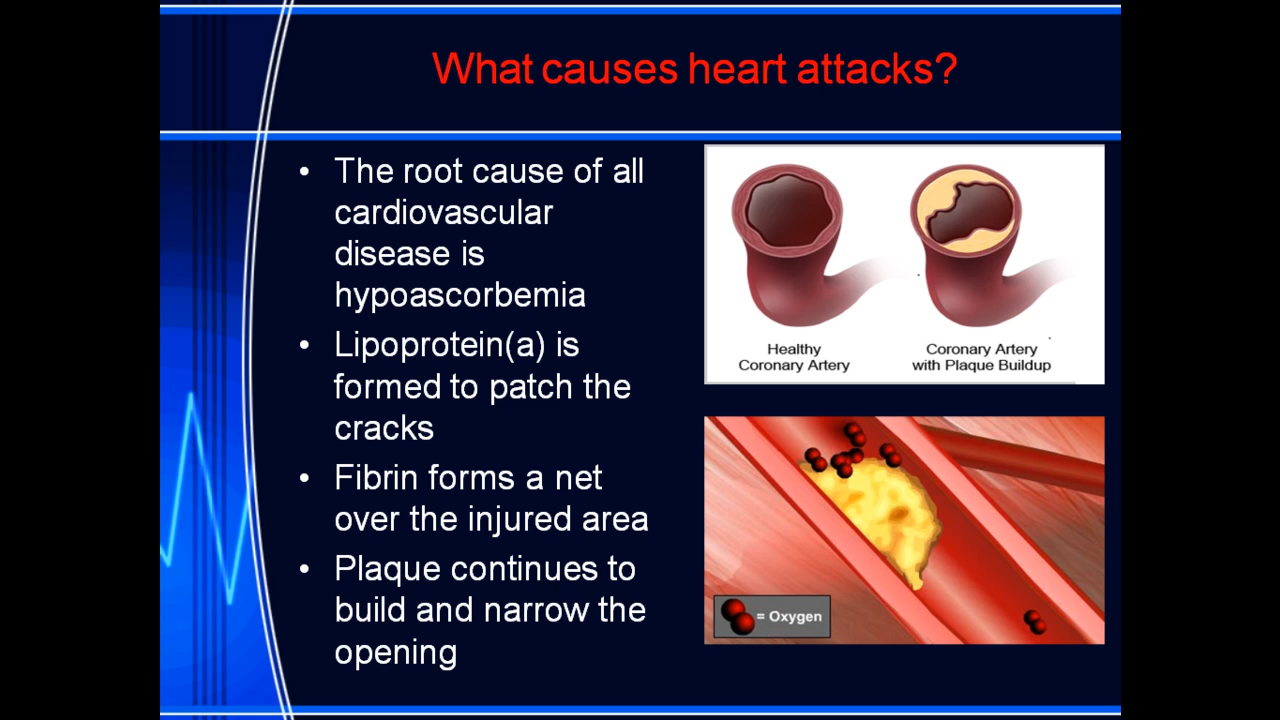 What causes heart attacks?
• The root cause of all
cardiovascular
disease is
hypoascorbemia
• Lipoprotein(a) is
formed to patch the
cracks
• Fibrin forms a net
over the injured area
• Plaque continues to
build and narrow the
opening
Healthy
Coronary Artery
Coronary Artery
with Plaque Buildup
= Oxygen